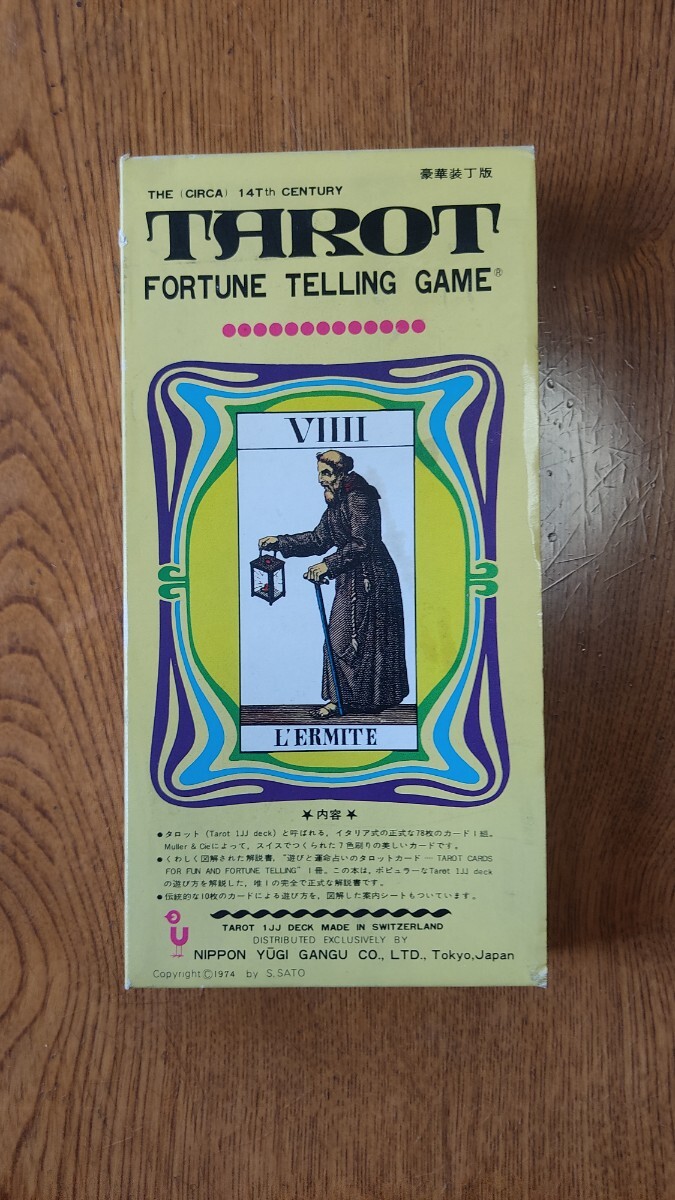 豪華装丁版
THE (CIRCA) 14Tth CENTURY
TAROT
FORTUNE TELLING GAME®
VIIII
L'ERMITE
★内容★
●タロット (Tarot 1JJ deck) と呼ばれる, イタリア式の正式な78枚のカード1組。
Muller & Cieによって, スイスでつくられた7色刷りの美しいカードです。
●くわしく図解された解説書, "遊びと運命占いのタロットカード — TAROT CARDS
FOR FUN AND FORTUNE TELLING" 1冊。この本は, ポピュラーなTarot 1JJ deck
の遊び方を解説した, 唯1の完全で正式な解説書です。
●伝統的な10枚のカードによる遊び方を, 図解した案内シートもついています。
TAROT 1JJ DECK MADE IN SWITZERLAND
DISTRIBUTED EXCLUSIVELY BY
NIPPON YŪGI GANGU CO., LTD., Tokyo, Japan
Copyright ©1974 by S. SATO